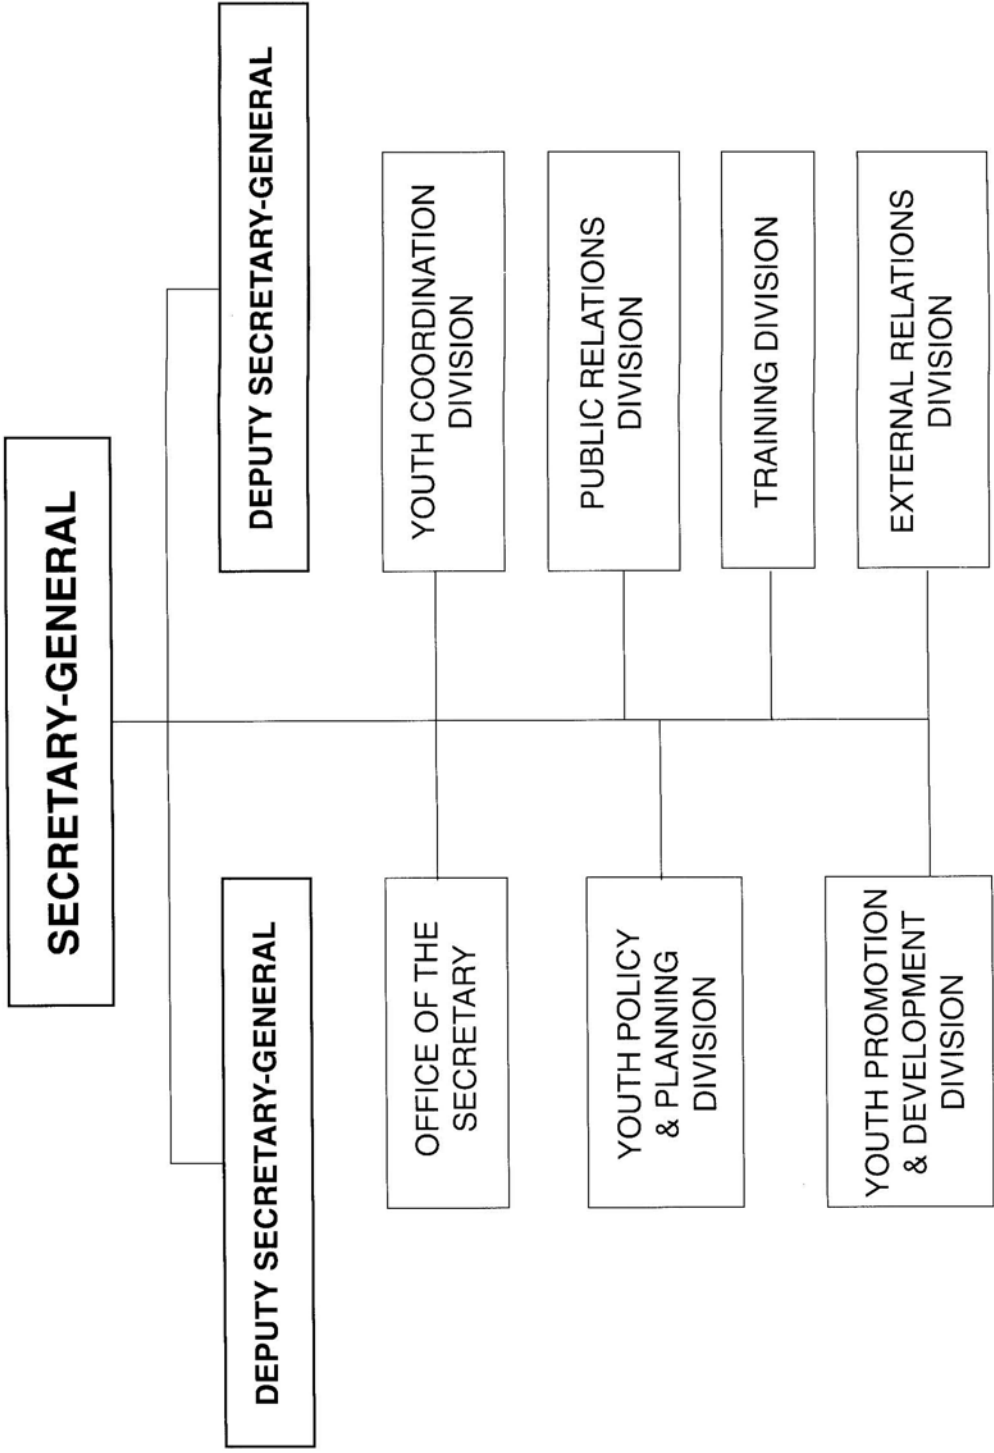 SECRETARY-GENERAL
DEPUTY SECRETARY-GENERAL
DEPUTY SECRETARY-GENERAL
OFFICE OF THE
SECRETARY
YOUTH COORDINATION
DIVISION
YOUTH POLICY
& PLANNING
DIVISION
PUBLIC RELATIONS
DIVISION
TRAINING DIVISION
YOUTH PROMOTION
& DEVELOPMENT
DIVISION
EXTERNAL RELATIONS
DIVISION